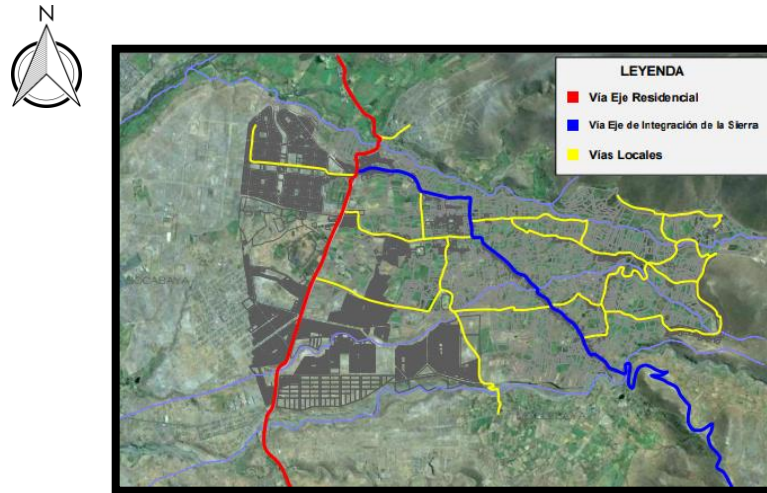 N
LEYENDA
Vía Eje Residencial
Vía Eje de Integración de la Sierra
Vías Locales